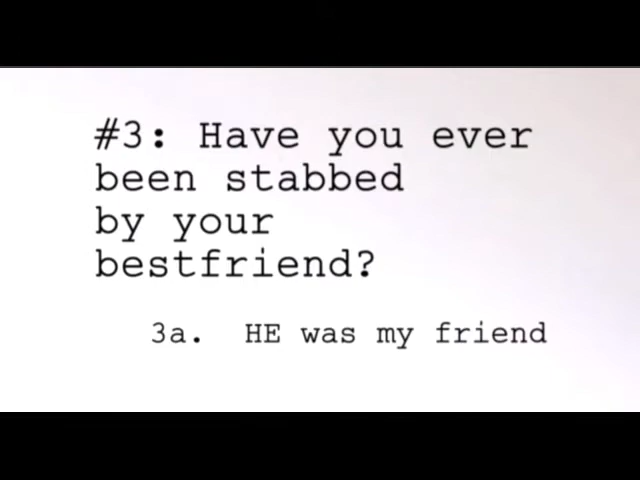 #3: Have you ever
been stabbed
by your
bestfriend?
3a. HE was my friend